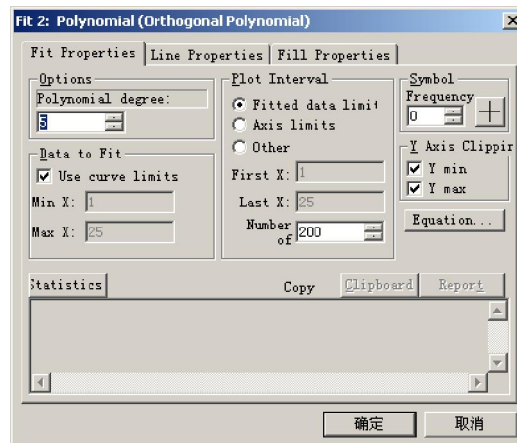 Fit 2: Polynomial (Orthogonal Polynomial)
Fit Properties Line Properties Fill Properties
Options
Polynomial degree:
5
Data to Fit
Use curve limits
Min X: 1
Max X: 25
Plot Interval
Fitted data limit
Axis limits
Other
First X: 1
Last X: 25
Number
of 200
Symbol
Frequency
0
Y Axis Clippin
Y min
Y max
Equation...
Statistics Copy Clipboard Report
确定 取消